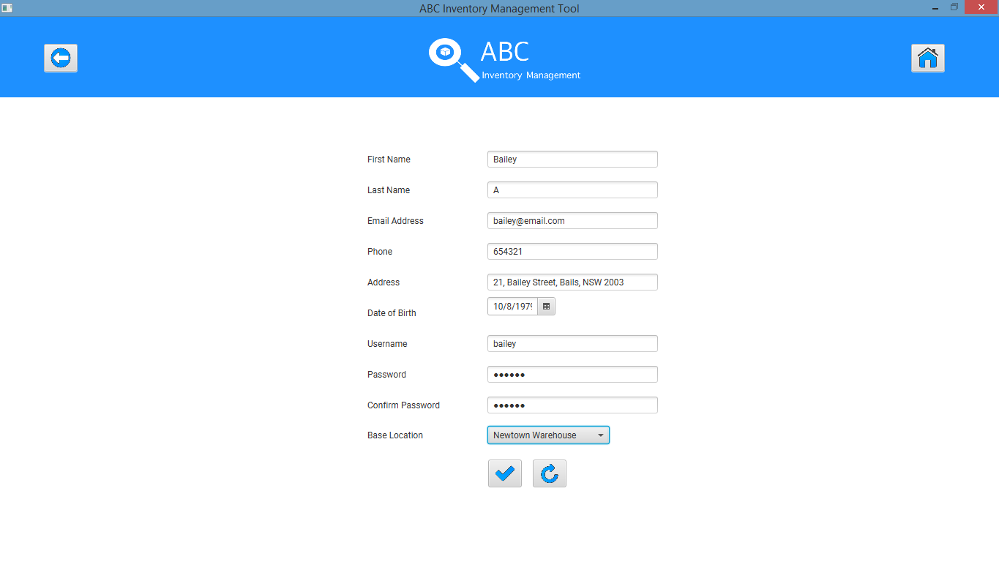 ABC Inventory Management Tool
ABC
Inventory Management
First Name Bailey
Last Name A
Email Address bailey@email.com
Phone 654321
Address 21, Bailey Street, Bails, NSW 2003
Date of Birth 10/8/1979
Username bailey
Password ●●●●●●
Confirm Password ●●●●●●
Base Location Newtown Warehouse